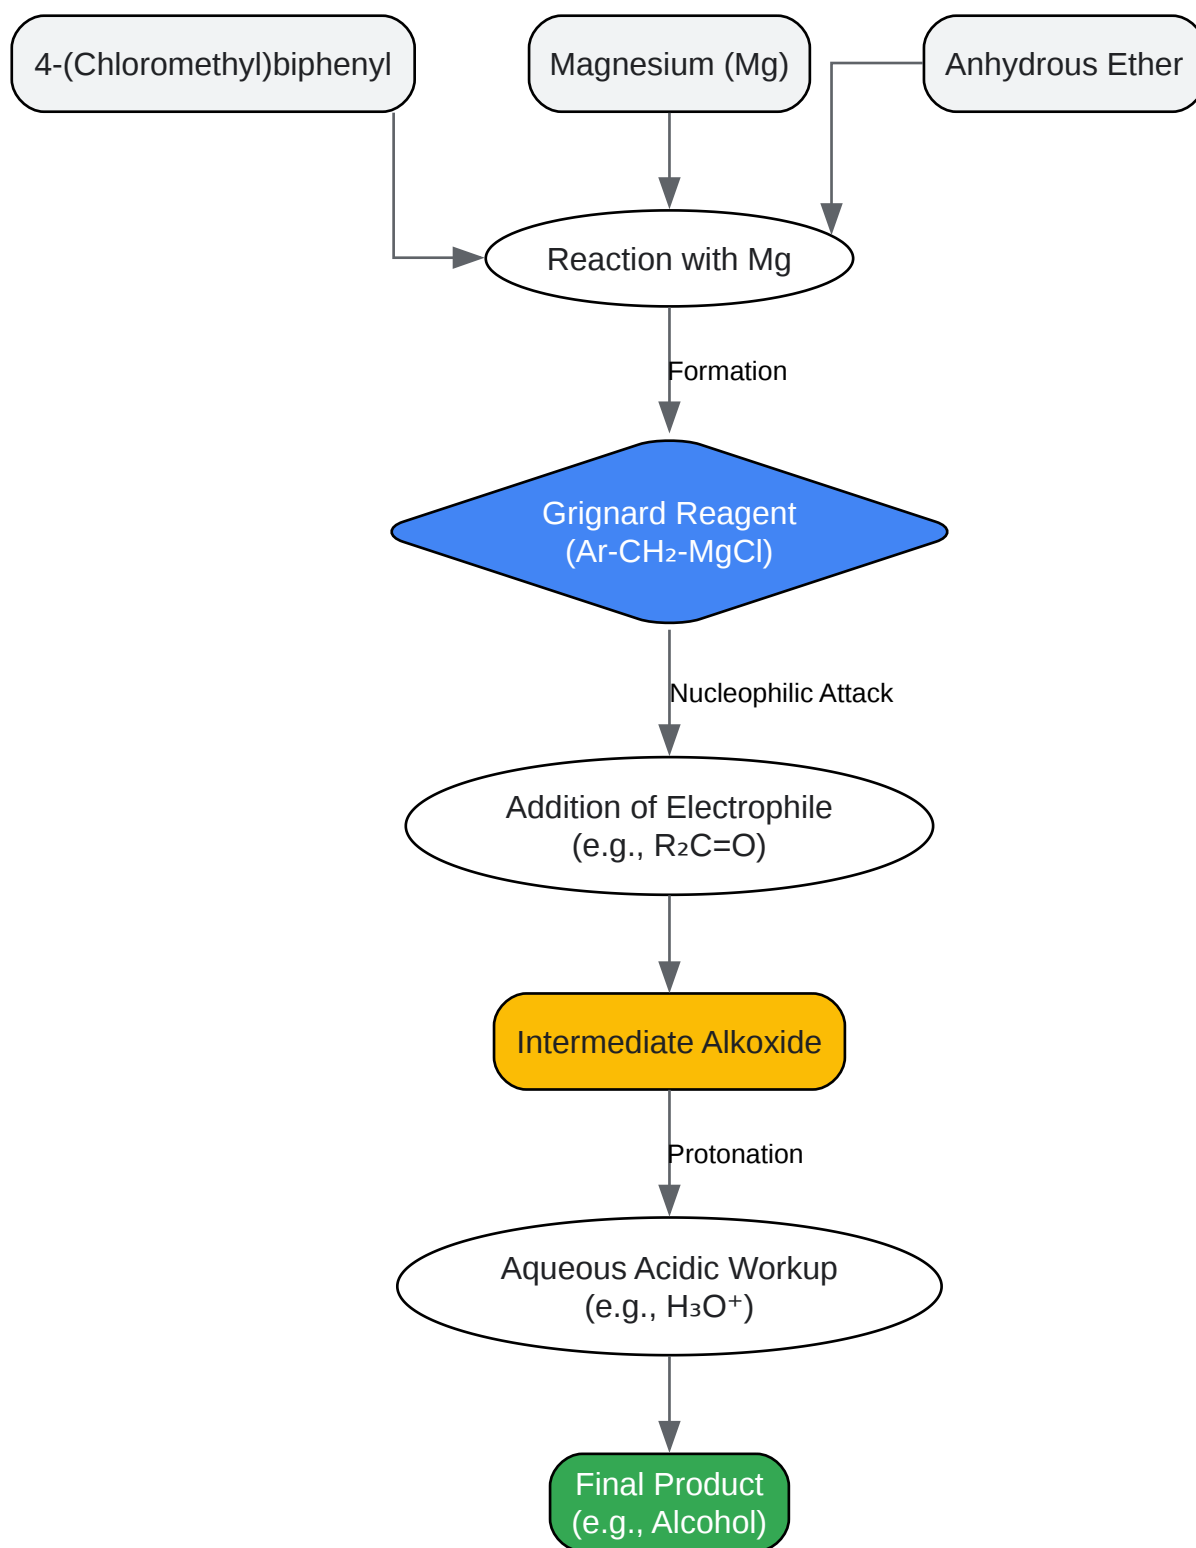 4-(Chloromethyl)biphenyl
Magnesium (Mg)
Anhydrous Ether
Reaction with Mg
Formation
Grignard Reagent
(Ar-CH₂-MgCl)
Nucleophilic Attack
Addition of Electrophile
(e.g., R₂C=O)
Intermediate Alkoxide
Protonation
Aqueous Acidic Workup
(e.g., H₃O⁺)
Final Product
(e.g., Alcohol)